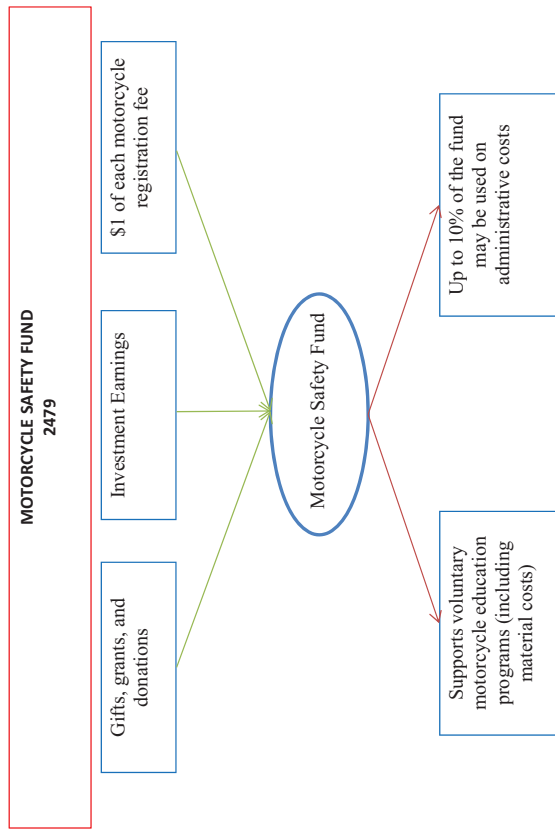 MOTORCYCLE SAFETY FUND
2479
Gifts, grants, and
donations
Investment Earnings
$1 of each motorcycle
registration fee
Motorcycle Safety Fund
Supports voluntary
motorcycle education
programs (including
material costs)
Up to 10% of the fund
may be used on
administrative costs